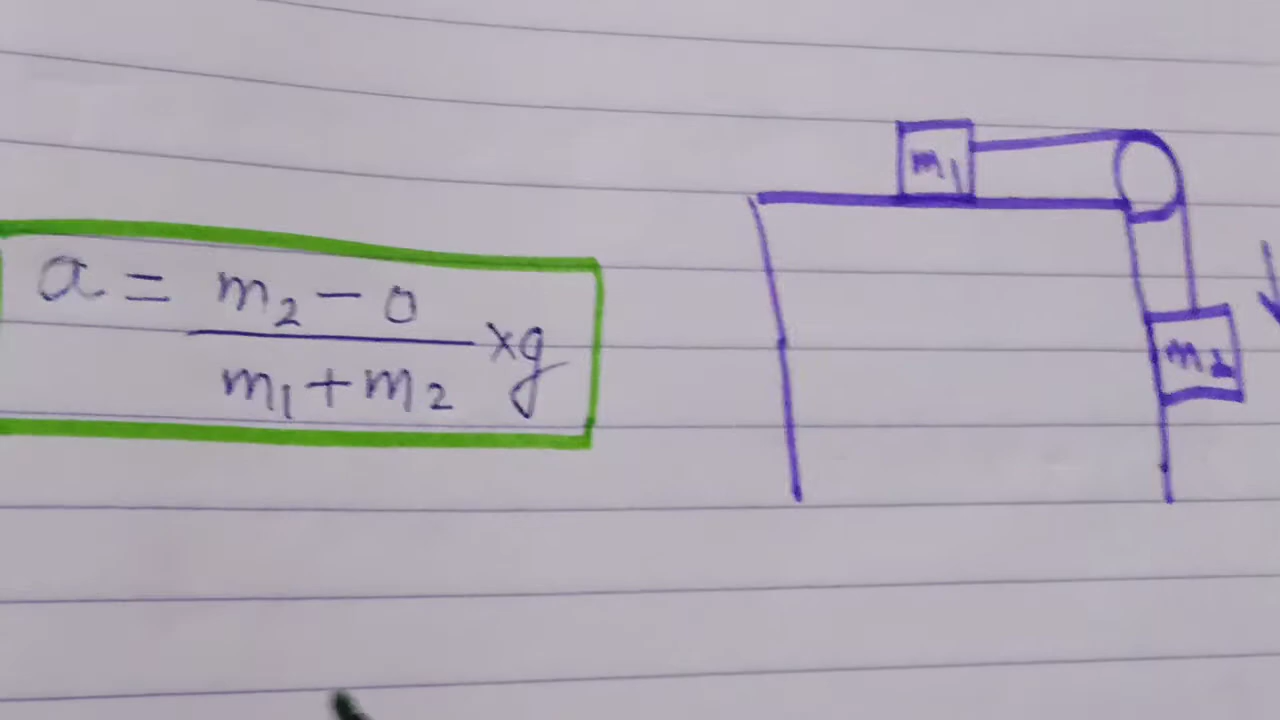 a = m₂ - 0
m₁ + m₂ × g
m₁
m₂